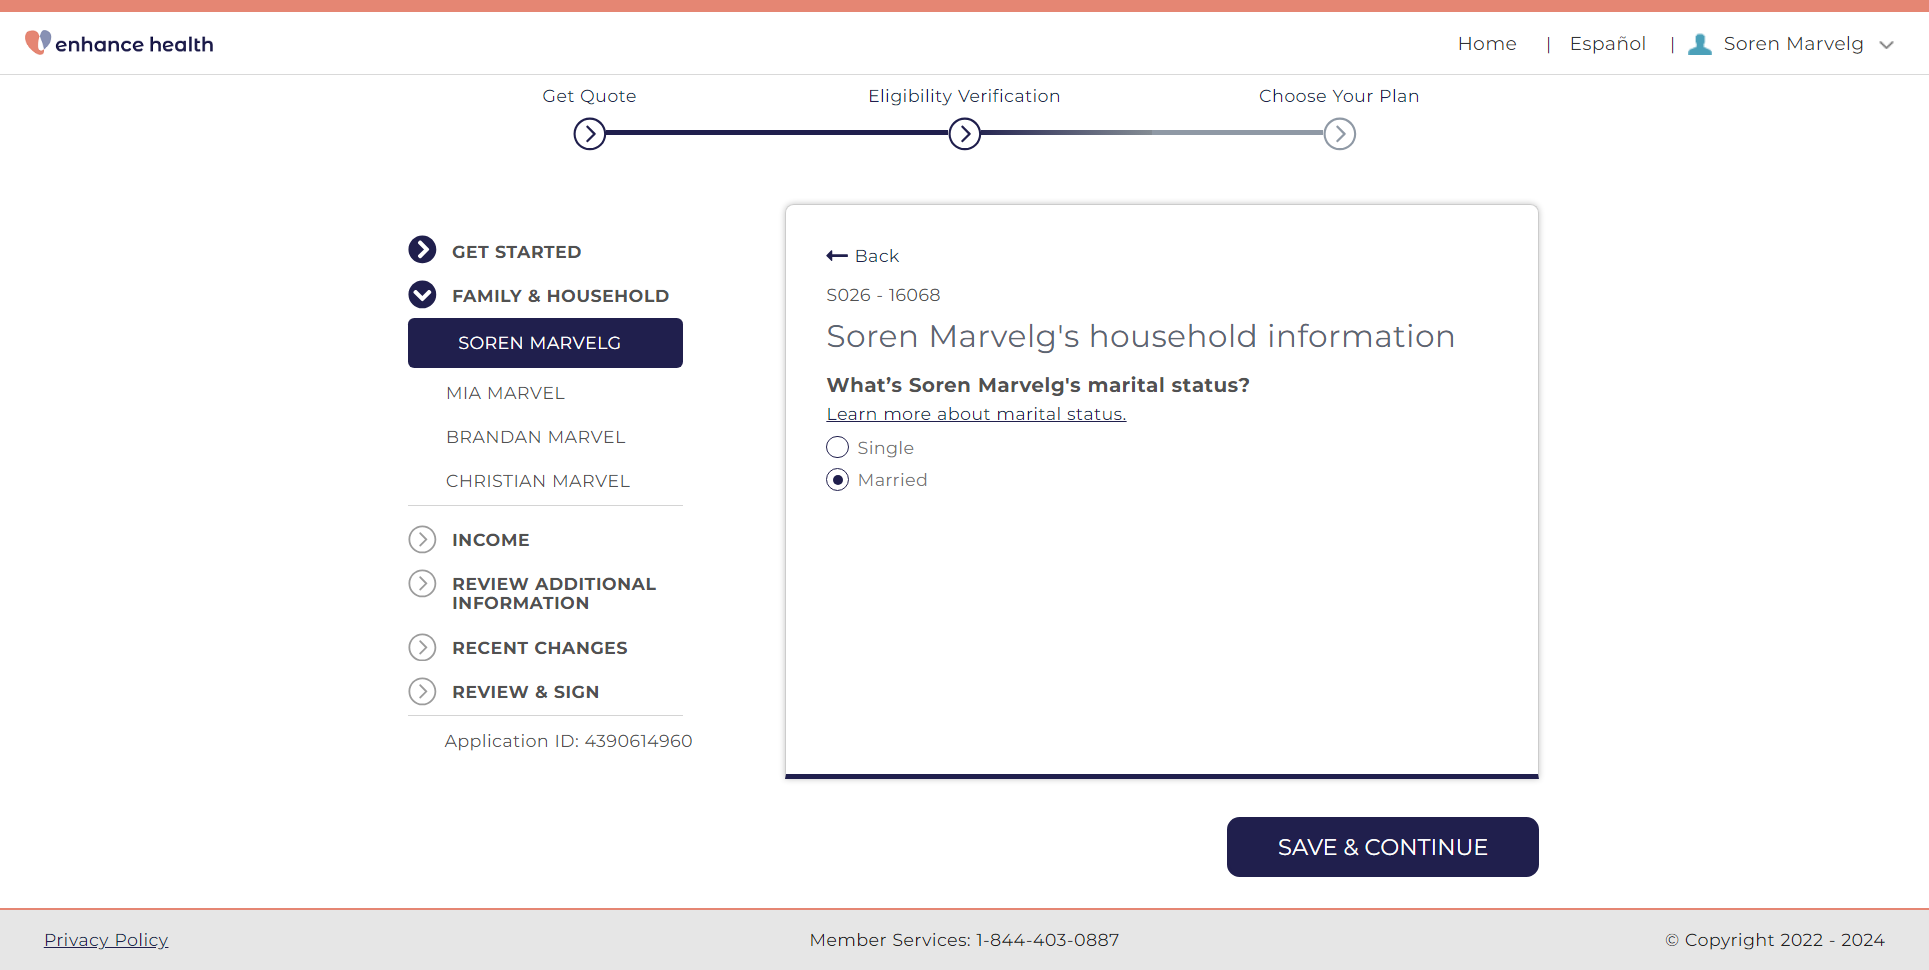 enhance health
Home | Español | Soren Marvelg
Get Quote
Eligibility Verification
Choose Your Plan
GET STARTED
FAMILY & HOUSEHOLD
SOREN MARVELG
MIA MARVEL
BRANDAN MARVEL
CHRISTIAN MARVEL
INCOME
REVIEW ADDITIONAL
INFORMATION
RECENT CHANGES
REVIEW & SIGN
Application ID: 4390614960
Back
S026 - 16068
Soren Marvelg's household information
What’s Soren Marvelg's marital status?
Learn more about marital status.
Single
Married
SAVE & CONTINUE
Privacy Policy
Member Services: 1-844-403-0887
© Copyright 2022 - 2024